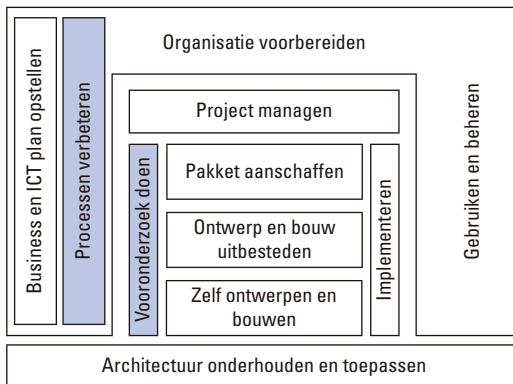 Organisatie voorbereiden
Business en ICT plan opstellen
Processen verbeteren
Project managen
Vooronderzoek doen
Pakket aanschaffen
Ontwerp en bouw
uitbesteden
Zelf ontwerpen en
bouwen
Implementeren
Gebruiken en beheren
Architectuur onderhouden en toepassen